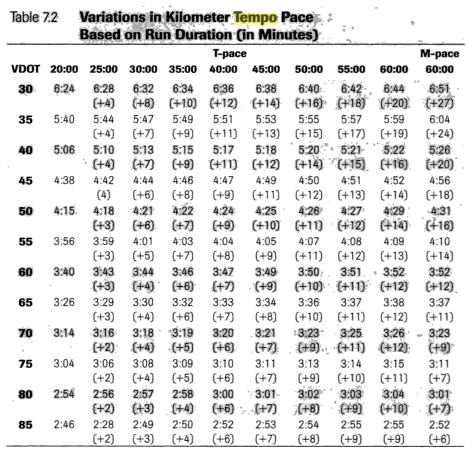 Table 7.2 Variations in Kilometer Tempo Pace
Based on Run Duration (in Minutes)
T-pace M-pace
VDOT 20:00 25:00 30:00 35:00 40:00 45:00 50:00 55:00 60:00 60:00
30 6:24 6:28 6:32 6:34 6:36 6:38 6:40 6:42 6:44 6:51
(+4) (+8) (+10) (+12) (+14) (+16) (+18) (+20) (+27)
35 5:40 5:44 5:47 5:49 5:51 5:53 5:55 5:57 5:59 6:04
(+4) (+7) (+9) (+11) (+13) (+15) (+17) (+19) (+24)
40 5:06 5:10 5:13 5:15 5:17 5:18 5:20 5:21 5:22 5:26
(+4) (+7) (+9) (+11) (+12) (+14) (+15) (+16) (+20)
45 4:38 4:42 4:44 4:46 4:47 4:49 4:50 4:51 4:52 4:56
(4) (+6) (+8) (+9) (+11) (+12) (+13) (+14) (+18)
50 4:15 4:18 4:21 4:22 4:24 4:25 4:26 4:27 4:29 4:31
(+3) (+6) (+7) (+9) (+10) (+11) (+12) (+14) (+16)
55 3:56 3:59 4:01 4:03 4:04 4:05 4:07 4:08 4:09 4:10
(+3) (+5) (+7) (+8) (+9) (+11) (+12) (+13) (+14)
60 3:40 3:43 3:44 3:46 3:47 3:49 3:50 3:51 3:52 3:52
(+3) (+4) (+6) (+7) (+9) (+10) (+11) (+12) (+12)
65 3:26 3:29 3:30 3:32 3:33 3:34 3:36 3:37 3:38 3:37
(+3) (+4) (+6) (+7) (+8) (+10) (+11) (+12) (+11)
70 3:14 3:16 3:18 3:19 3:20 3:21 3:23 3:25 3:26 3:23
(+2) (+4) (+5) (+6) (+7) (+9) (+11) (+12) (+9)
75 3:04 3:06 3:08 3:09 3:10 3:11 3:13 3:14 3:15 3:11
(+2) (+4) (+5) (+6) (+7) (+9) (+10) (+11) (+7)
80 2:54 2:56 2:57 2:58 3:00 3:01 3:02 3:03 3:04 3:01
(+2) (+3) (+4) (+6) (+7) (+8) (+9) (+10) (+7)
85 2:46 2:28 2:49 2:50 2:52 2:53 2:54 2:55 2:55 2:52
(+2) (+3) (+4) (+6) (+7) (+8) (+9) (+9) (+6)